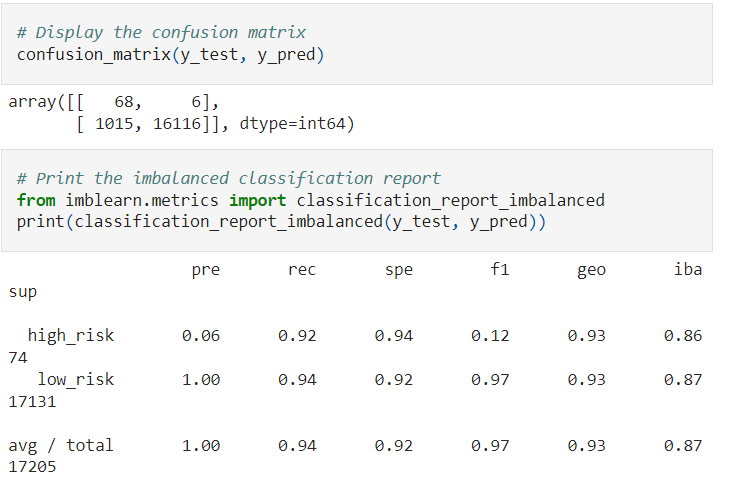 # Display the confusion matrix
confusion_matrix(y_test, y_pred)
array([[   68,     6],
       [ 1015, 16116]], dtype=int64)
# Print the imbalanced classification report
from imblearn.metrics import classification_report_imbalanced
print(classification_report_imbalanced(y_test, y_pred))
                   pre       rec       spe        f1       geo       iba
sup
  high_risk       0.06      0.92      0.94      0.12      0.93      0.86
74
   low_risk       1.00      0.94      0.92      0.97      0.93      0.87
17131
avg / total       1.00      0.94      0.92      0.97      0.93      0.87
17205